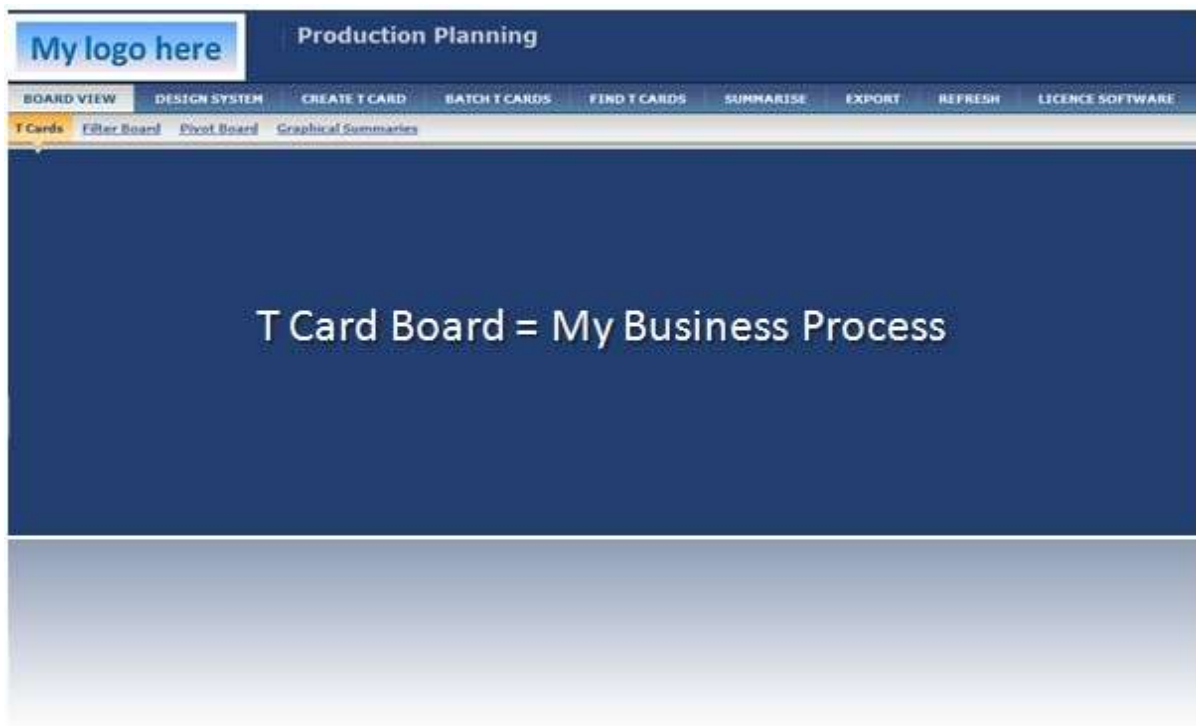 My logo here
Production Planning
BOARD VIEW DESIGN SYSTEM CREATE T CARD BATCH T CARDS FIND T CARDS SUMMARISE EXPORT REFRESH LICENCE SOFTWARE
T Cards Filter Board Pivot Board Graphical Summaries
T Card Board = My Business Process